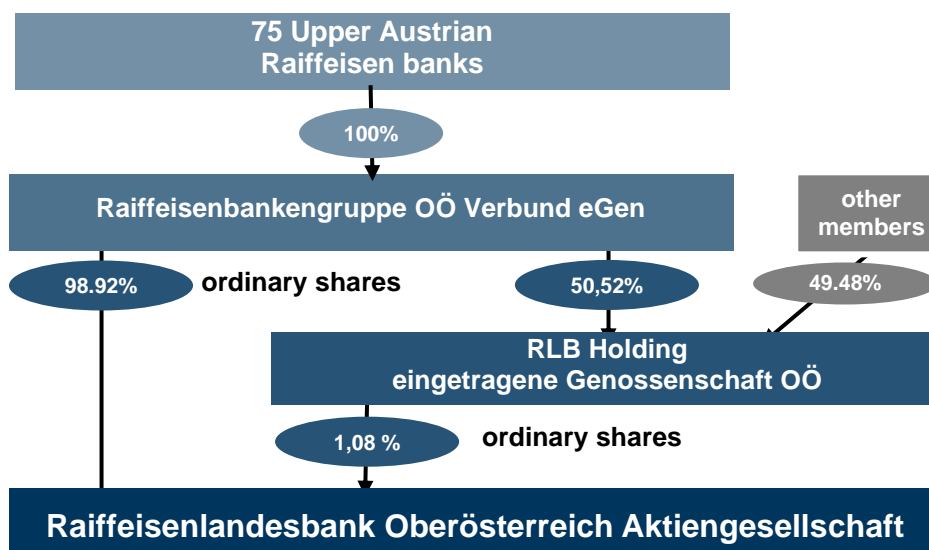 75 Upper Austrian
Raiffeisen banks
100%
Raiffeisenbankengruppe OÖ Verbund eGen
other
members
98.92%
ordinary shares
50,52%
49.48%
RLB Holding
eingetragene Genossenschaft OÖ
1,08 %
ordinary shares
Raiffeisenlandesbank Oberösterreich Aktiengesellschaft